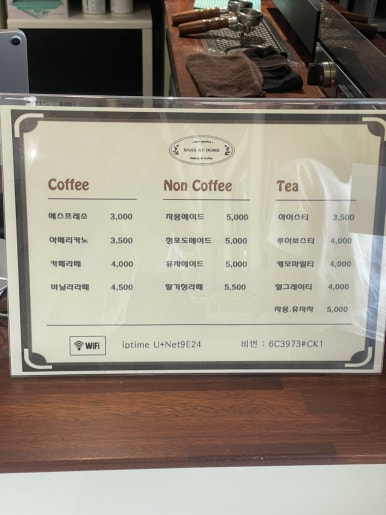 BAKE AT HOME
Coffee
에스프레소 3,000
아메리카노 3,500
카페라떼 4,000
바닐라라떼 4,500
Non Coffee
자몽에이드 5,000
청포도에이드 5,000
유자에이드 5,000
딸기청라떼 5,500
Tea
아이스티 3,500
루이보스티 4,000
캐모마일티 4,000
얼그레이티 4,000
자몽.유자차 5,000
WiFi iptime U+Net9E24 비번 : 6C3973#CK1